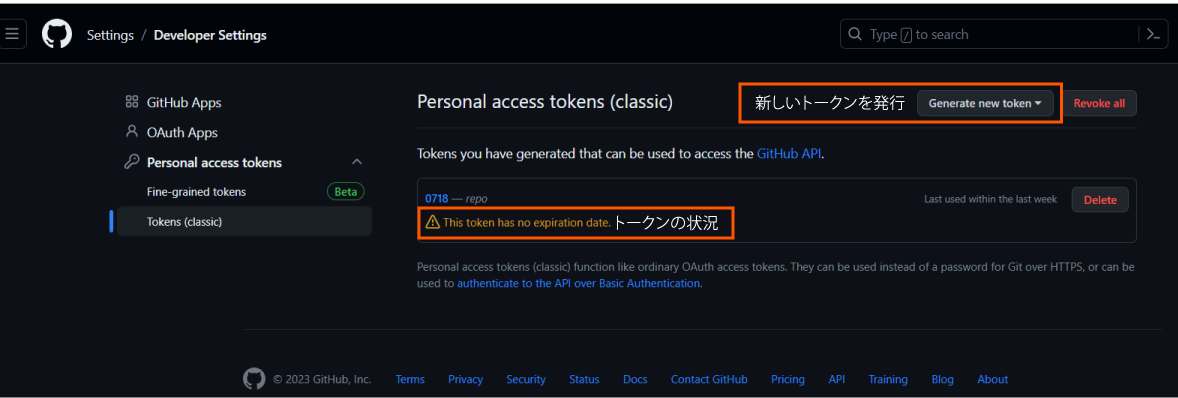 Settings / Developer Settings
Type / to search
GitHub Apps
OAuth Apps
Personal access tokens
Fine-grained tokens Beta
Tokens (classic)
Personal access tokens (classic)
新しいトークンを発行 Generate new token Revoke all
Tokens you have generated that can be used to access the GitHub API.
0718 — repo
Last used within the last week Delete
This token has no expiration date. トークンの状況
Personal access tokens (classic) function like ordinary OAuth access tokens. They can be used instead of a password for Git over HTTPS, or can be
used to authenticate to the API over Basic Authentication.
© 2023 GitHub, Inc. Terms Privacy Security Status Docs Contact GitHub Pricing API Training Blog About